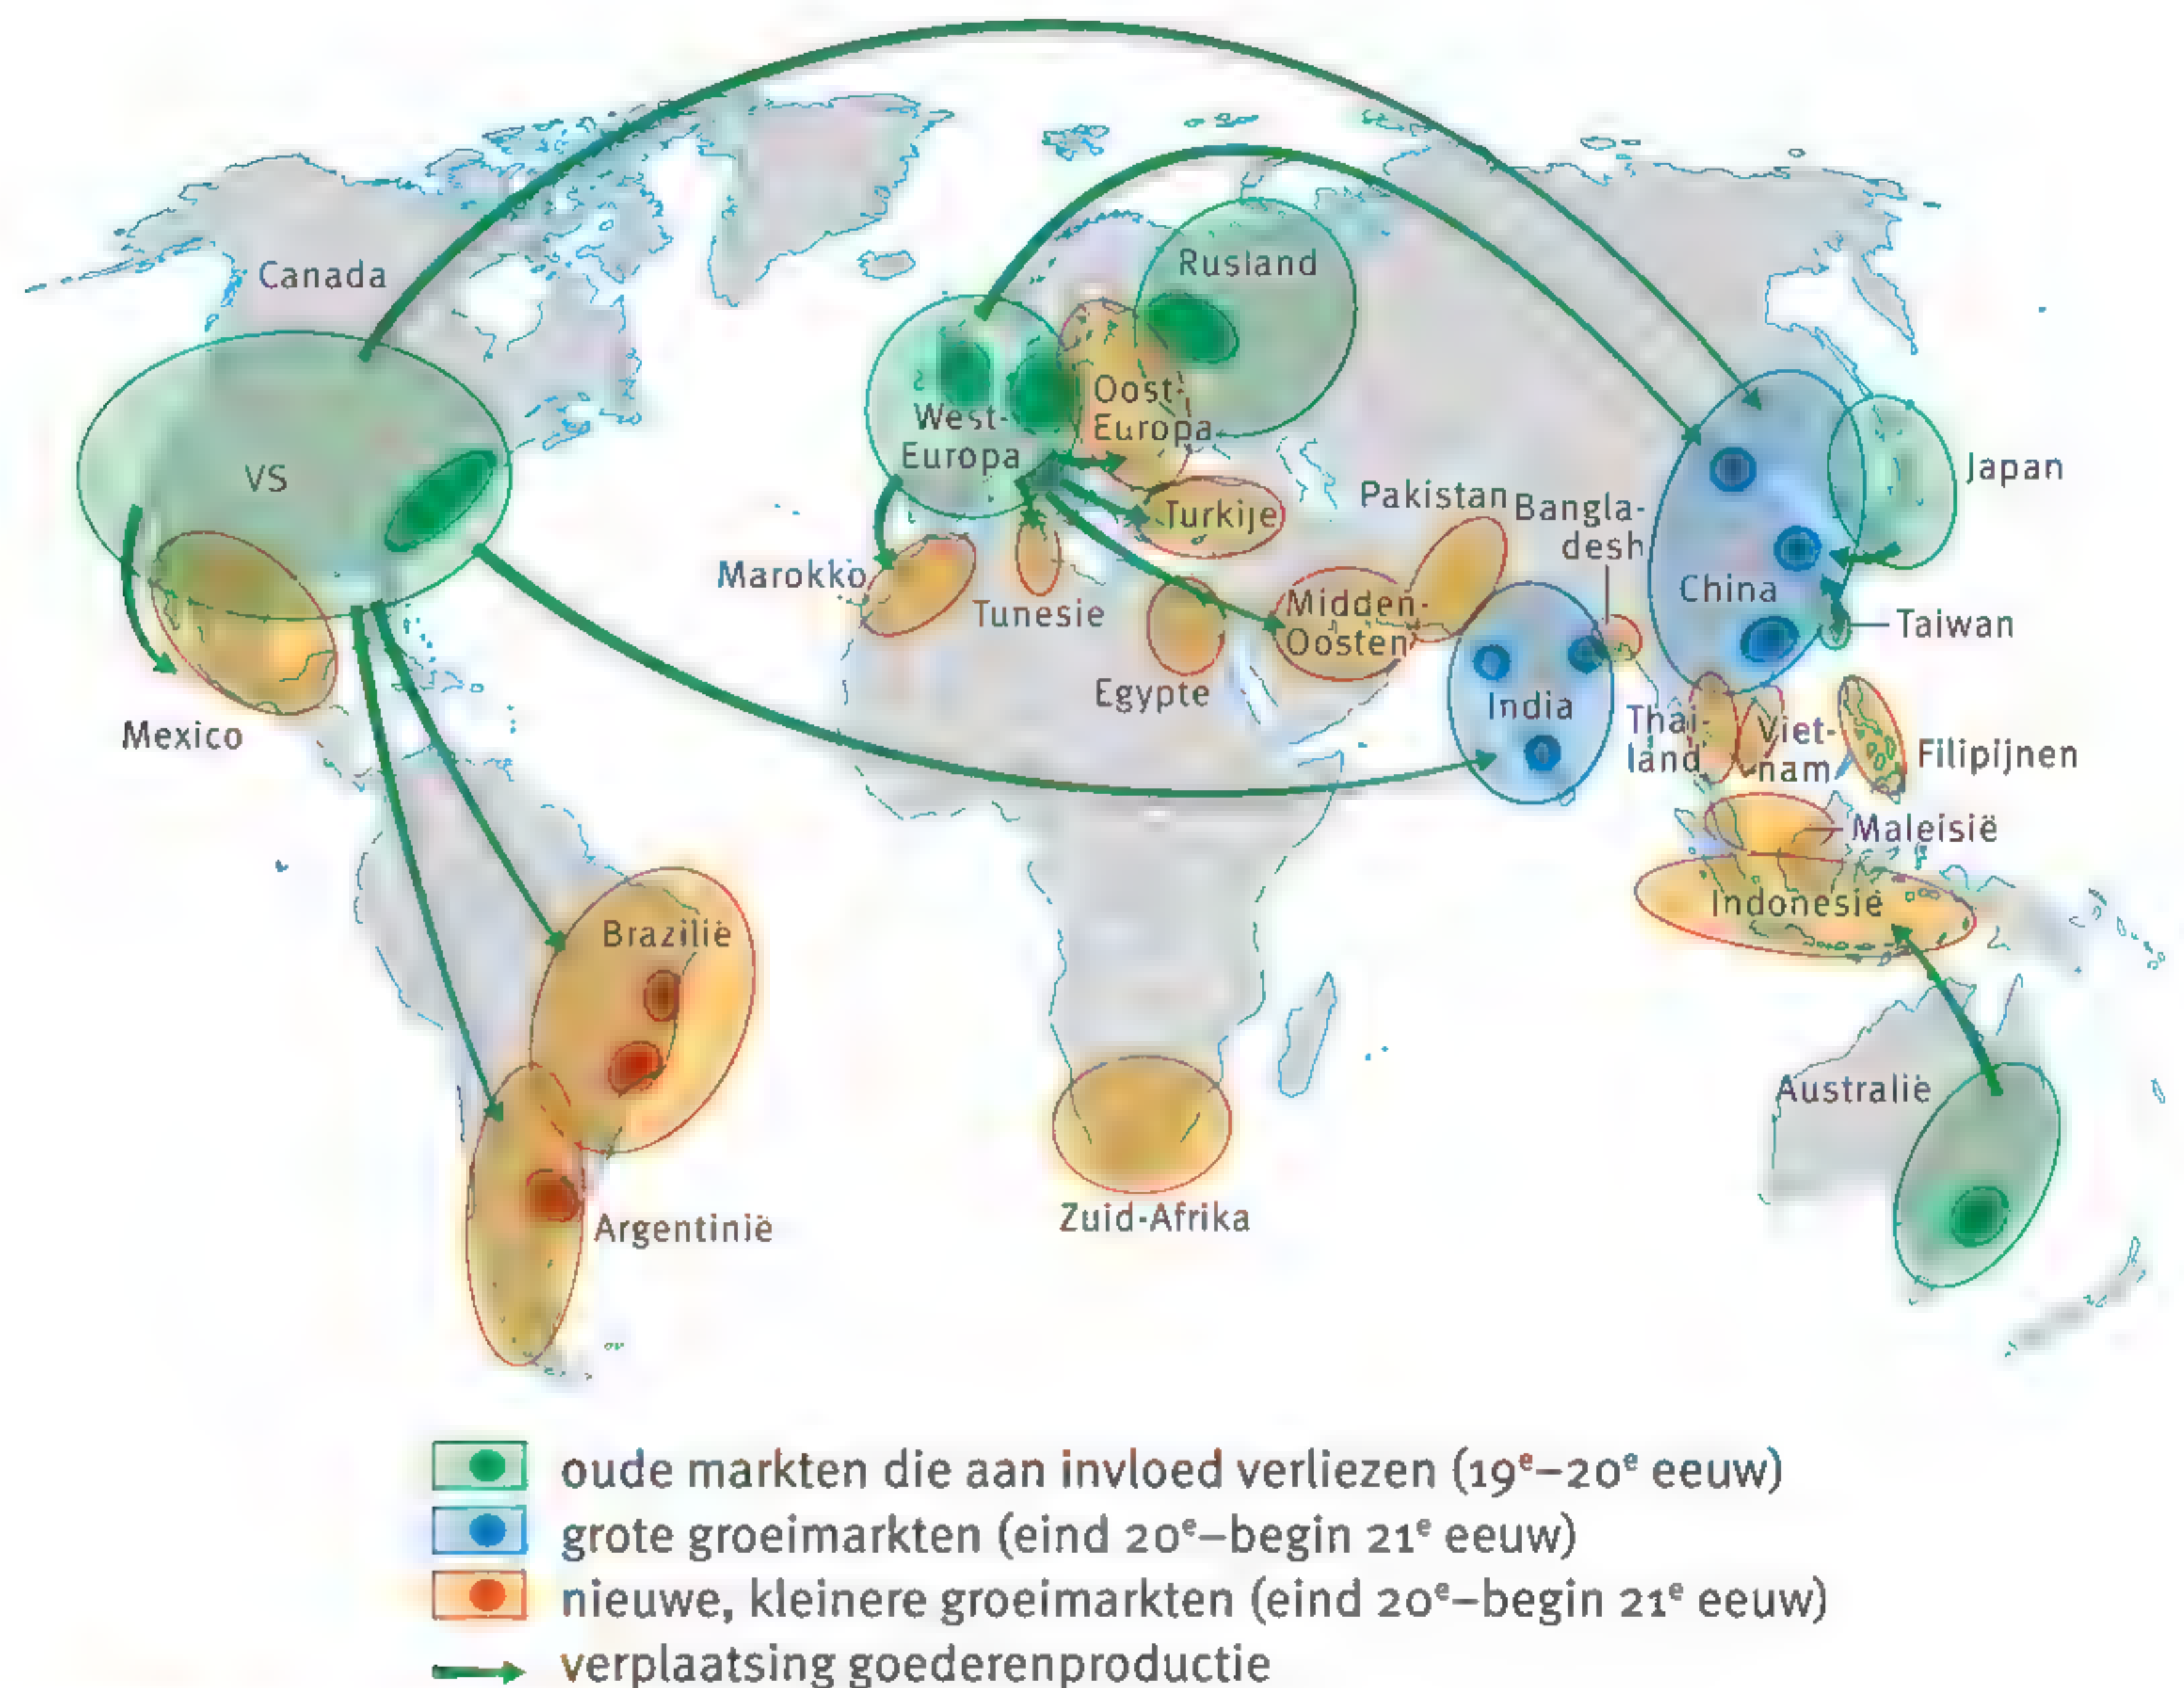 Canada
Rusland
VS
West-
Europa
Oost-
Europa
Turkije
Pakistan
Bangla-
desh
Japan
China
Taiwan
Marokko
Tunesie
Egypte
Midden-
Oosten
India
Thai-
land
Viet-
nam
Filipijnen
Mexico
Maleisië
Indonesië
Brazilië
Australië
Argentinië
Zuid-Afrika
oude markten die aan invloed verliezen (19e–20e eeuw)
grote groeimarkten (eind 20e–begin 21e eeuw)
nieuwe, kleinere groeimarkten (eind 20e–begin 21e eeuw)
verplaatsing goederenproductie